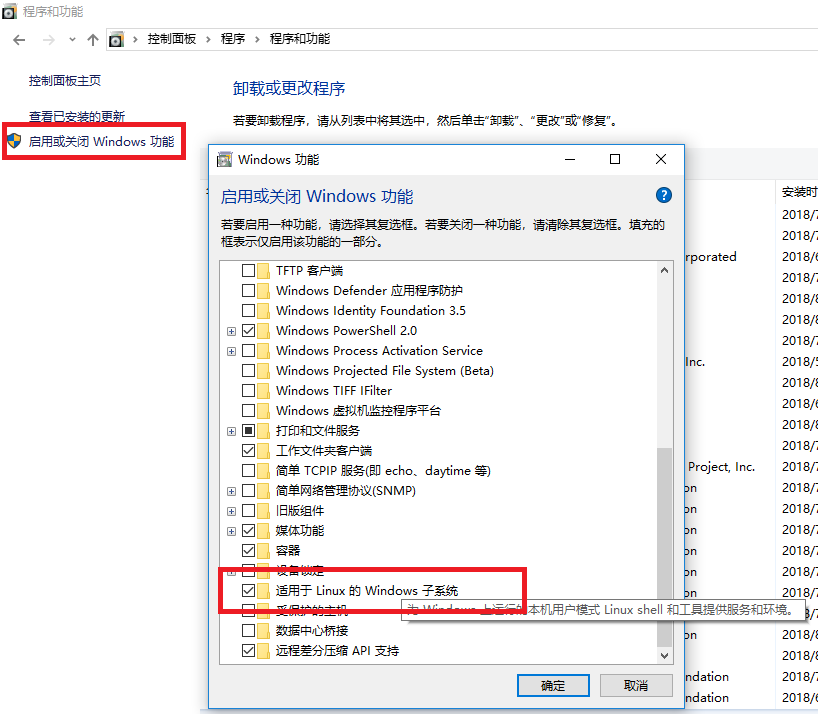 程序和功能
控制面板 程序 程序和功能
控制面板主页
查看已安装的更新
启用或关闭 Windows 功能
卸载或更改程序
若要卸载程序，请从列表中将其选中，然后单击“卸载”、“更改”或“修复”。
Windows 功能
启用或关闭 Windows 功能
若要启用一种功能，请选择其复选框。若要关闭一种功能，请清除其复选框。填充的
框表示仅启用该功能的一部分。
TFTP 客户端
Windows Defender 应用程序防护
Windows Identity Foundation 3.5
Windows PowerShell 2.0
Windows Process Activation Service
Windows Projected File System (Beta)
Windows TIFF IFilter
Windows 虚拟机监控程序平台
打印和文件服务
工作文件夹客户端
简单 TCPIP 服务(即 echo、daytime 等)
简单网络管理协议(SNMP)
旧版组件
媒体功能
容器
设备锁定
适用于 Linux 的 Windows 子系统
受保护的主机
为 Windows 上运行的本机用户模式 Linux shell 和工具提供服务和环境。
数据中心桥接
远程差分压缩 API 支持
确定
取消
安装时
2018/7
2018/7
rporated 2018/6
2018/7
2018/8
2018/8
2018/7
Inc. 2018/5
2018/8
2018/6
2018/8
2018/7
Project, Inc. 2018/7
on 2018/7
on 2018/7
on 2018/7
on 2018/7
on 2018/7
on 2018/8
2018/8
ndation 2018/7
ndation 2018/7